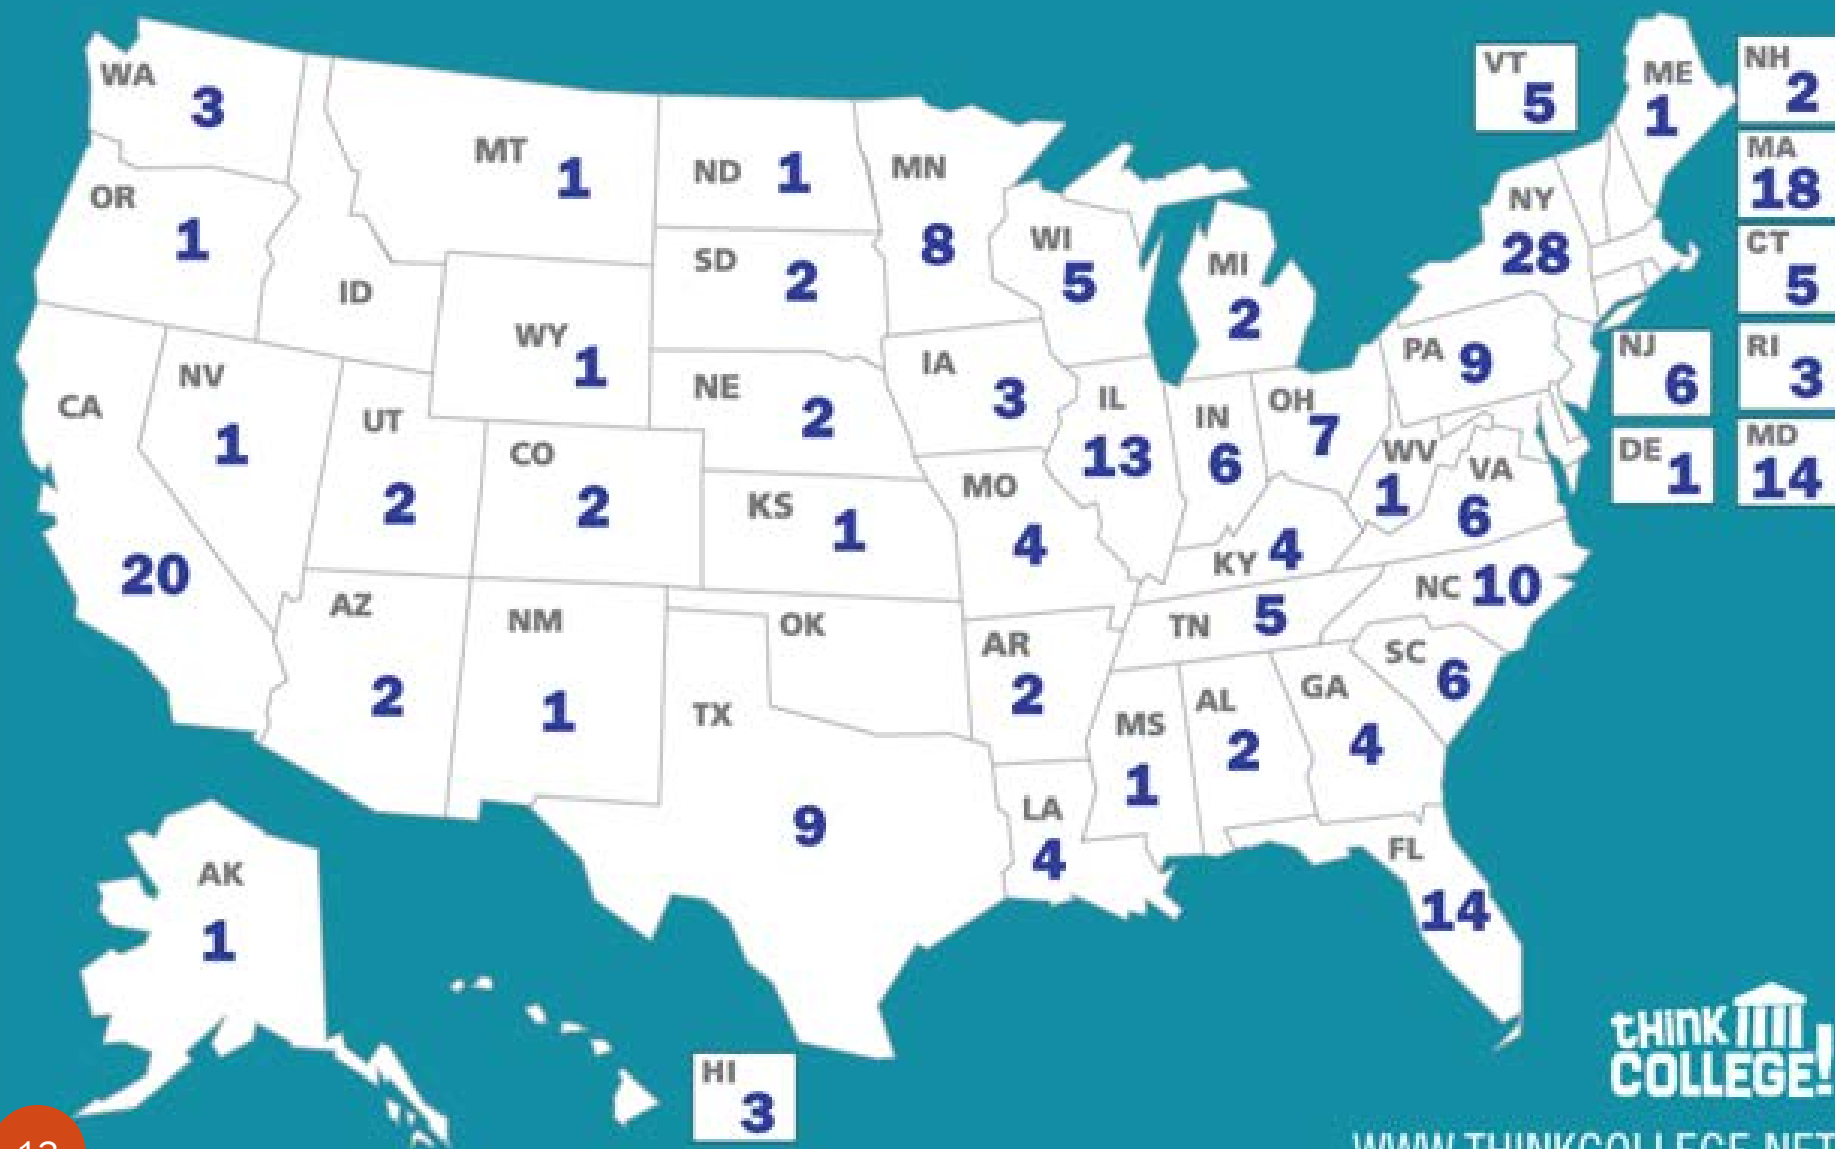 WA
3
OR
1
CA
20
NV
1
ID
MT
1
WY
1
UT
2
CO
2
AZ
2
NM
1
ND
1
SD
2
NE
2
KS
1
OK
TX
9
MN
8
IA
3
MO
4
AR
2
LA
4
WI
5
IL
13
MI
2
IN
6
OH
7
KY 4
TN 5
MS
1
AL
2
GA
4
FL
14
SC
6
NC 10
VA
6
WV
1
PA 9
NY
28
VT
5
ME
1
NH
2
MA
18
CT
5
RI
3
NJ
6
DE 1
MD
14
AK
1
HI
3
tHinK
COLLEGE!
WWW.THINKCOLLEGE.NET